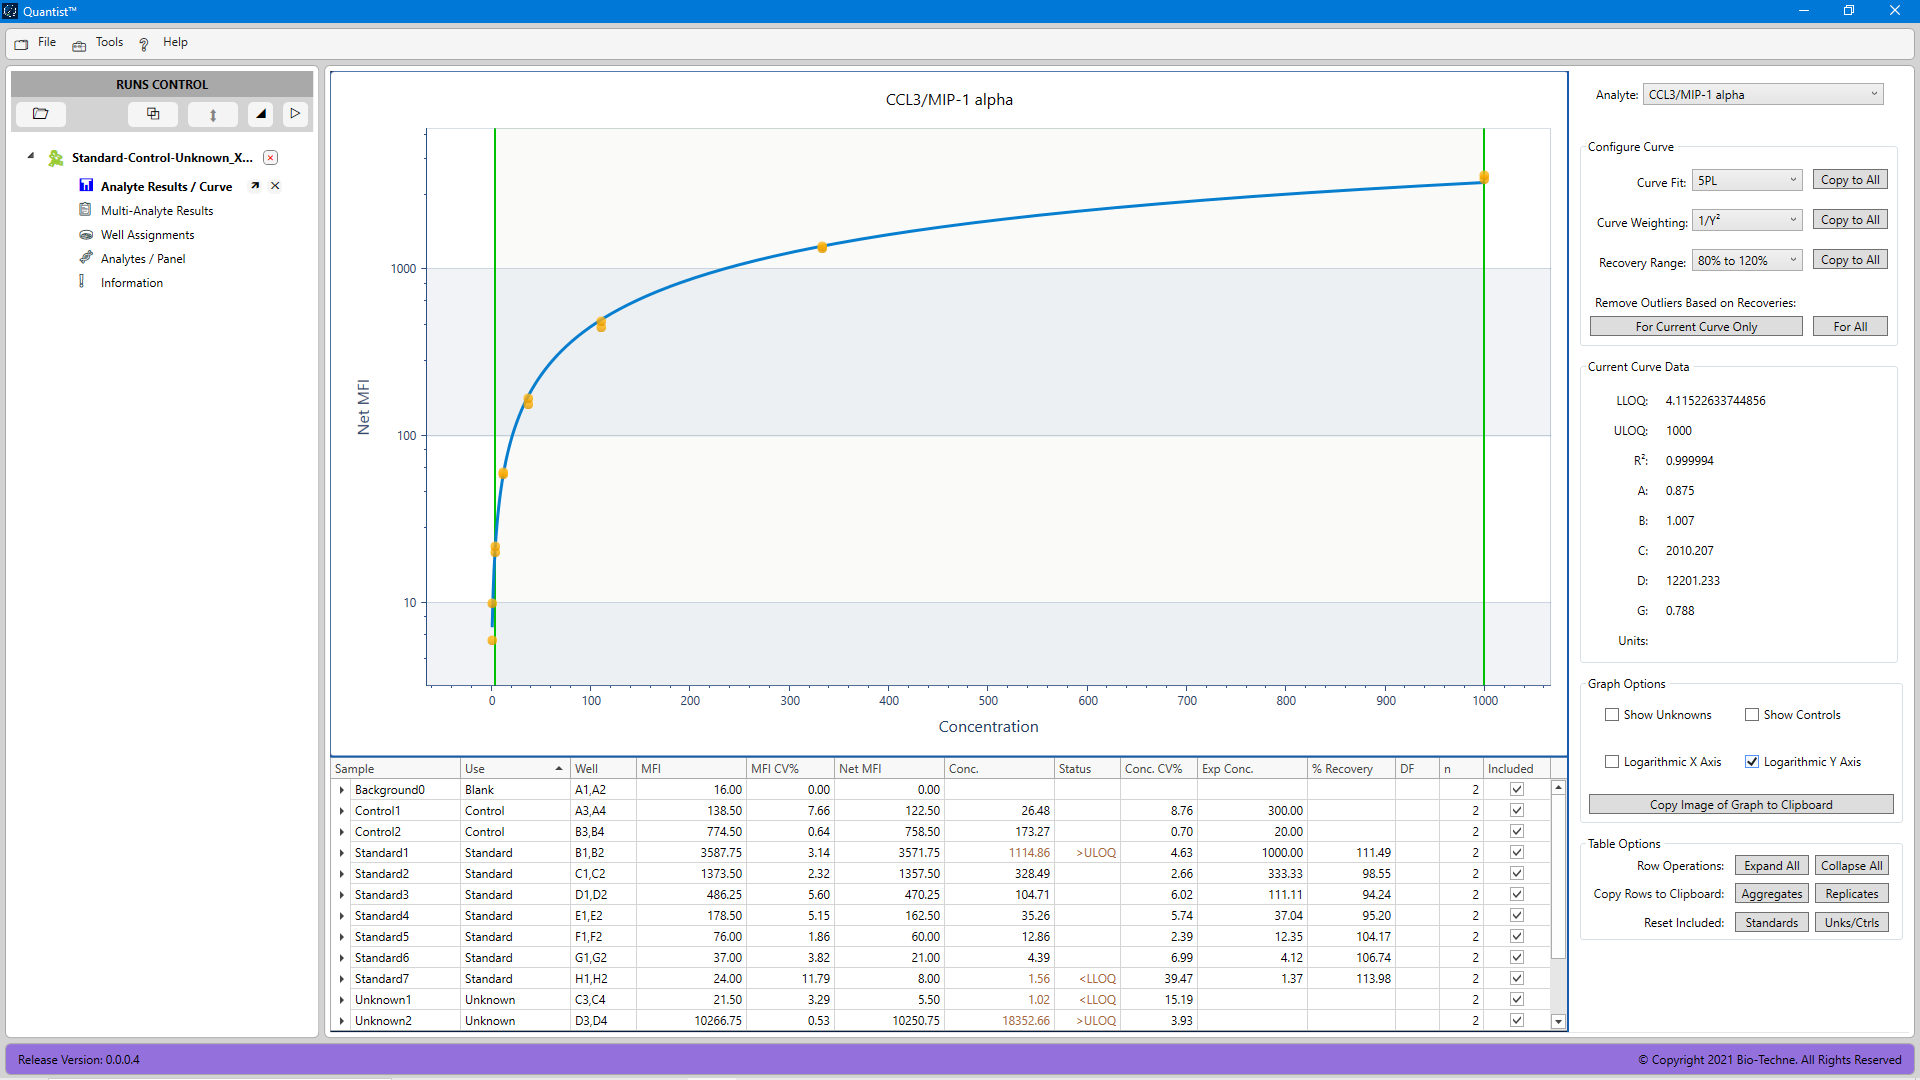 Quantist™
File Tools Help
RUNS CONTROL
Standard-Control-Unknown_X...
Analyte Results / Curve
Multi-Analyte Results
Well Assignments
Analytes / Panel
Information
CCL3/MIP-1 alpha
Net MFI
1000
100
10
0 100 200 300 400 500 600 700 800 900 1000
Concentration
Analyte: CCL3/MIP-1 alpha
Configure Curve
Curve Fit: 5PL Copy to All
Curve Weighting: 1/Y² Copy to All
Recovery Range: 80% to 120% Copy to All
Remove Outliers Based on Recoveries:
For Current Curve Only For All
Current Curve Data
LLOQ: 4.11522633744856
ULOQ: 1000
R²: 0.999994
A: 0.875
B: 1.007
C: 2010.207
D: 12201.233
G: 0.788
Units:
Graph Options
Show Unknowns Show Controls
Logarithmic X Axis Logarithmic Y Axis
Copy Image of Graph to Clipboard
Table Options
Row Operations: Expand All Collapse All
Copy Rows to Clipboard: Aggregates Replicates
Reset Included: Standards Unks/Ctrls
Sample Use Well MFI MFI CV% Net MFI Conc. Status Conc. CV% Exp Conc. % Recovery DF n Included
Background0 Blank A1,A2 16.00 0.00 0.00 2
Control1 Control A3,A4 138.50 7.66 122.50 26.48 8.76 300.00 2
Control2 Control B3,B4 774.50 0.64 758.50 173.27 0.70 20.00 2
Standard1 Standard B1,B2 3587.75 3.14 3571.75 1114.86 >ULOQ 4.63 1000.00 111.49 2
Standard2 Standard C1,C2 1373.50 2.32 1357.50 328.49 2.66 333.33 98.55 2
Standard3 Standard D1,D2 486.25 5.60 470.25 104.71 6.02 111.11 94.24 2
Standard4 Standard E1,E2 178.50 5.15 162.50 35.26 5.74 37.04 95.20 2
Standard5 Standard F1,F2 76.00 1.86 60.00 12.86 2.39 12.35 104.17 2
Standard6 Standard G1,G2 37.00 3.82 21.00 4.39 6.99 4.12 106.74 2
Standard7 Standard H1,H2 24.00 11.79 8.00 1.56 <LLOQ 39.47 1.37 113.98 2
Unknown1 Unknown C3,C4 21.50 3.29 5.50 1.02 <LLOQ 15.19 2
Unknown2 Unknown D3,D4 10266.75 0.53 10250.75 18352.66 >ULOQ 3.93 2
Release Version: 0.0.0.4
© Copyright 2021 Bio-Techne. All Rights Reserved